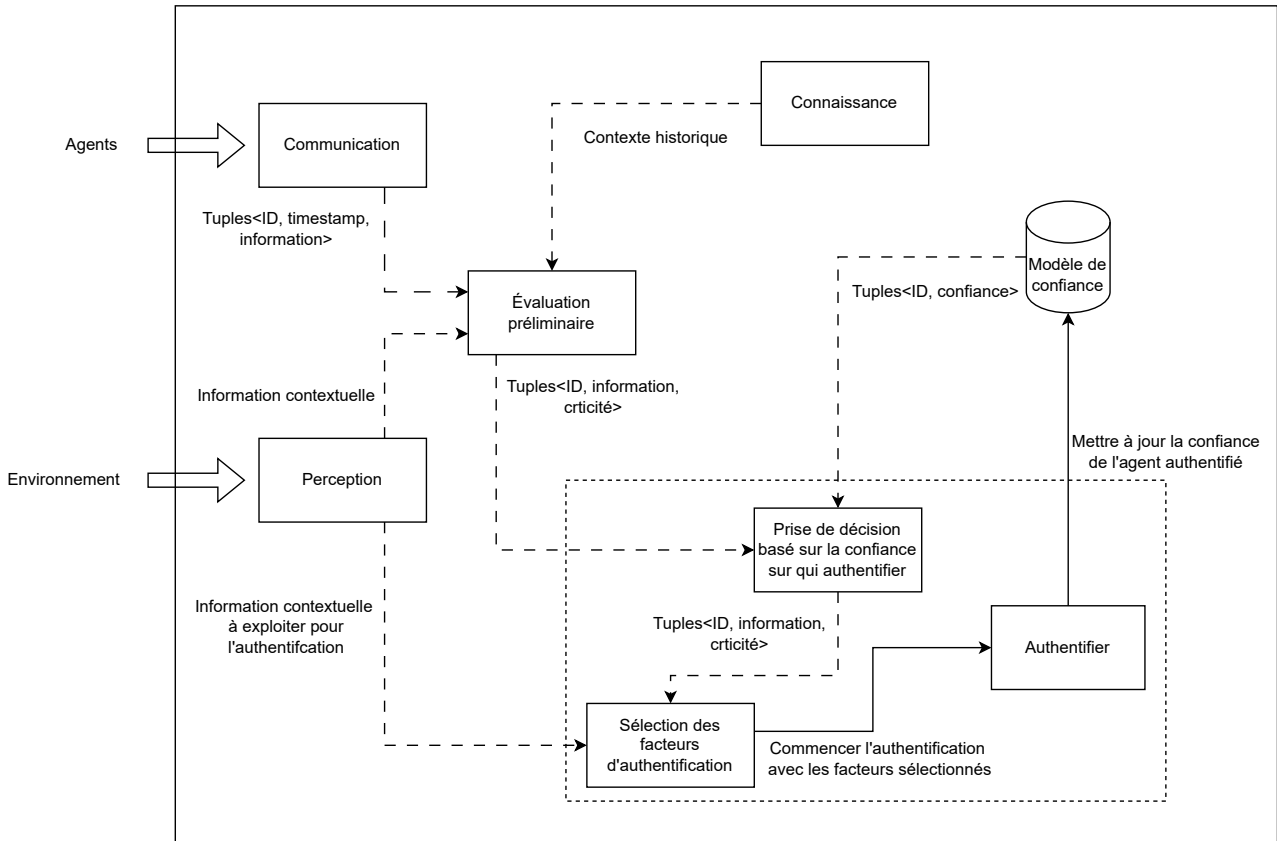 Connaissance
Agents
Communication
Contexte historique
Tuples<ID, timestamp,
information>
Modèle de
confiance
Tuples<ID, confiance>
Évaluation
préliminaire
Information contextuelle
Tuples<ID, information,
crticité>
Mettre à jour la confiance
de l'agent authentifié
Environnement
Perception
Prise de décision
basé sur la confiance
sur qui authentifier
Information contextuelle
à exploiter pour
l'authentifcation
Tuples<ID, information,
crticité>
Authentifier
Sélection des
facteurs
d'authentification
Commencer l'authentification
avec les facteurs sélectionnés